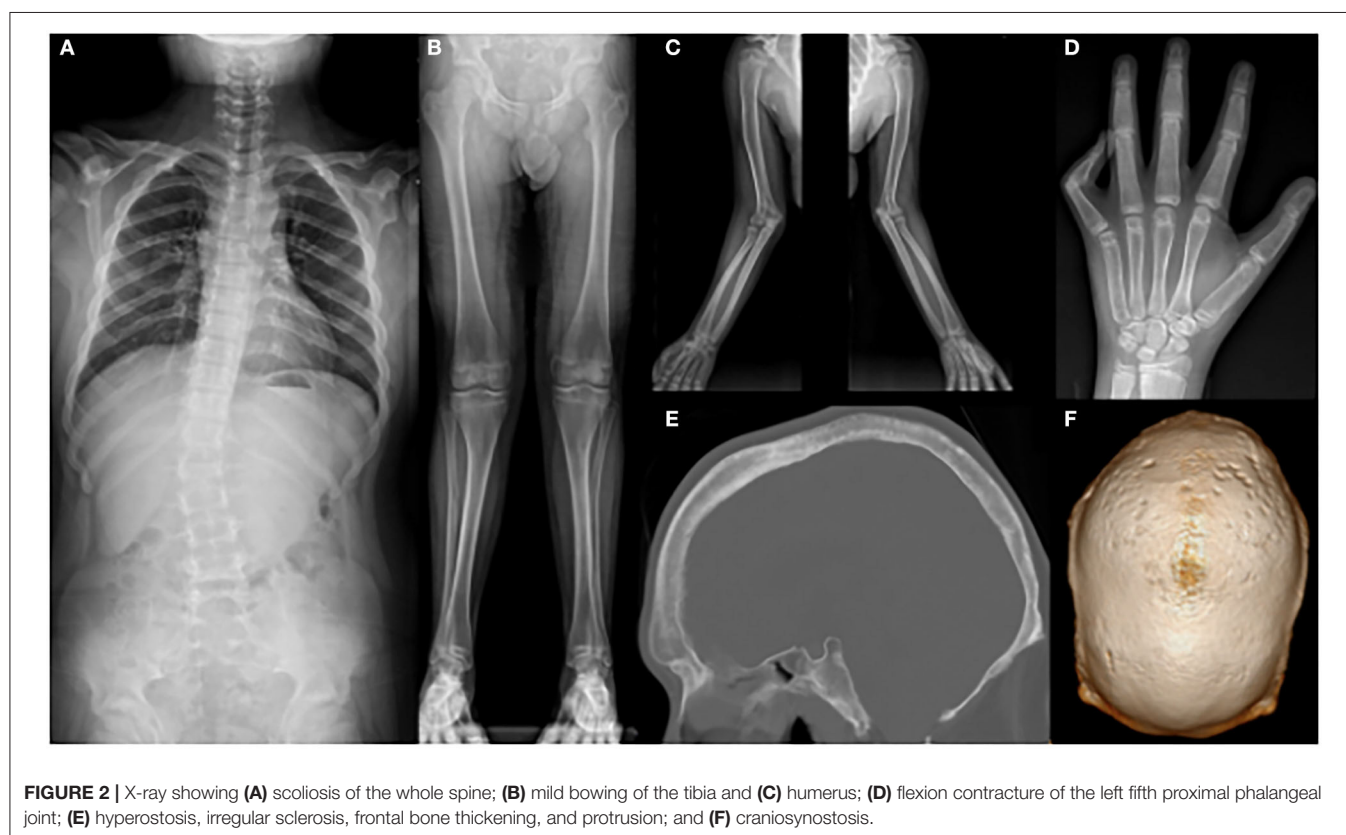 A
B
C
D
E
F
FIGURE 2 | X-ray showing (A) scoliosis of the whole spine; (B) mild bowing of the tibia and (C) humerus; (D) flexion contracture of the left fifth proximal phalangeal
joint; (E) hyperostosis, irregular sclerosis, frontal bone thickening, and protrusion; and (F) craniosynostosis.